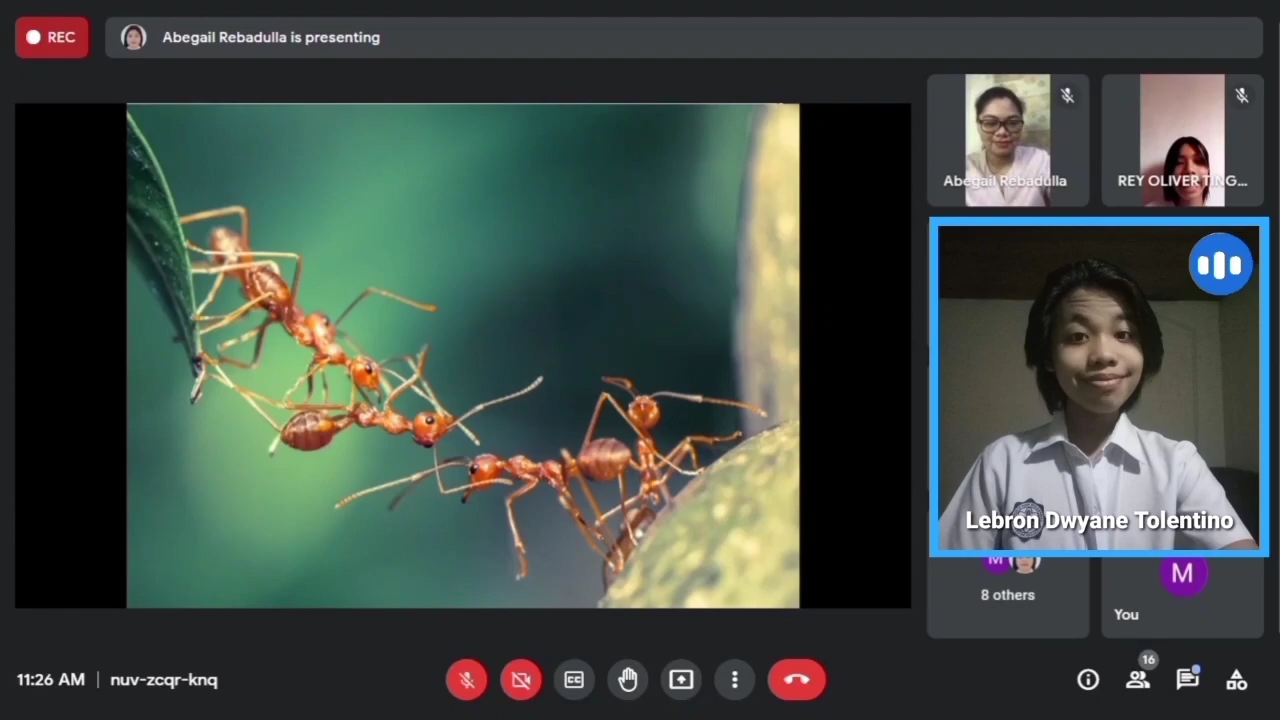 REC
Abegail Rebadulla is presenting
Abegail Rebadulla
REY OLIVER TING...
Lebron Dwyane Tolentino
M
8 others
M
You
11:26 AM | nuv-zcqr-knq
CC
16